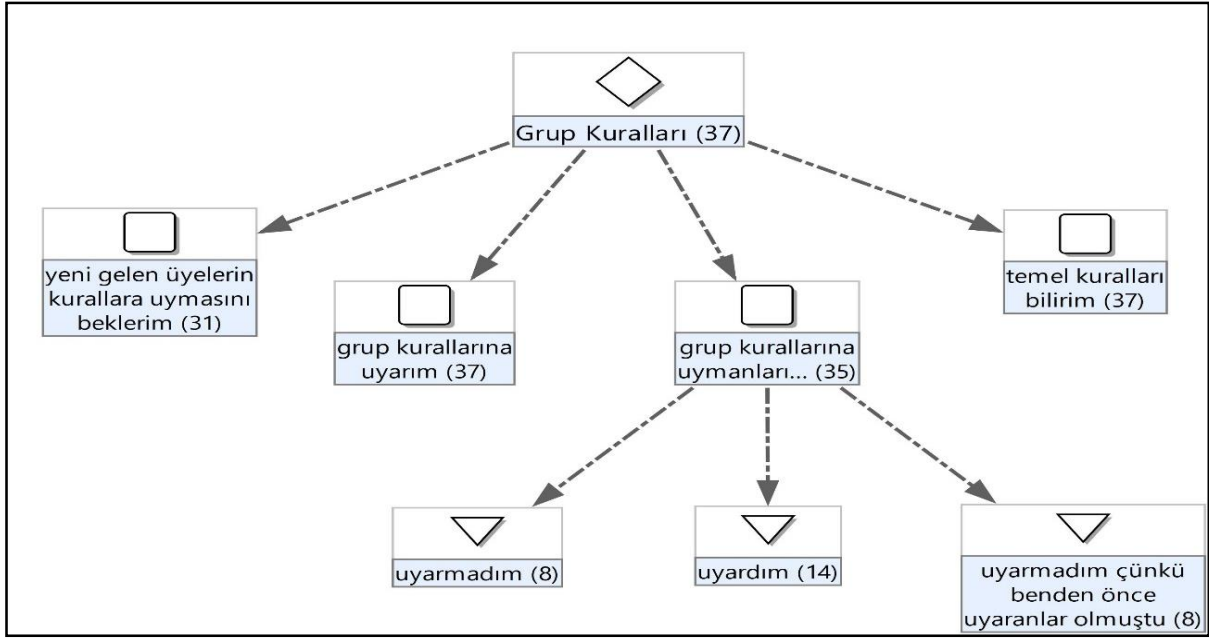 Grup Kuralları (37)
yeni gelen üyelerin
kurallara uymasını
beklerim (31)
grup kurallarına
uyarım (37)
grup kurallarına
uymanları... (35)
temel kuralları
bilirim (37)
uyarmadım (8)
uyardım (14)
uyarmadım çünkü
benden önce
uyaranlar olmuştu (8)